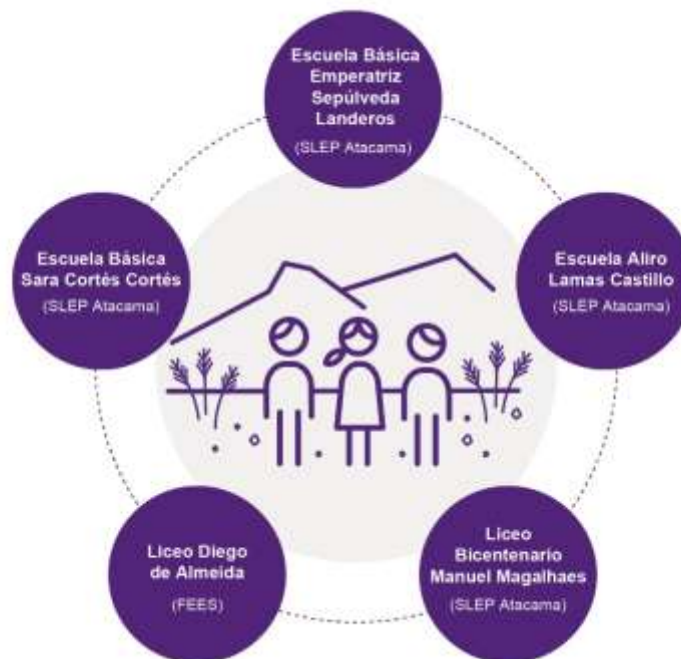 Escuela Básica
Emperatriz
Sepúlveda
Landeros
(SLEP Atacama)
Escuela Básica
Sara Cortés Cortés
(SLEP Atacama)
Escuela Aliro
Lamas Castillo
(SLEP Atacama)
Liceo Diego
de Almeida
(FEES)
Liceo
Bicentenario
Manuel Magalhaes
(SLEP Atacama)